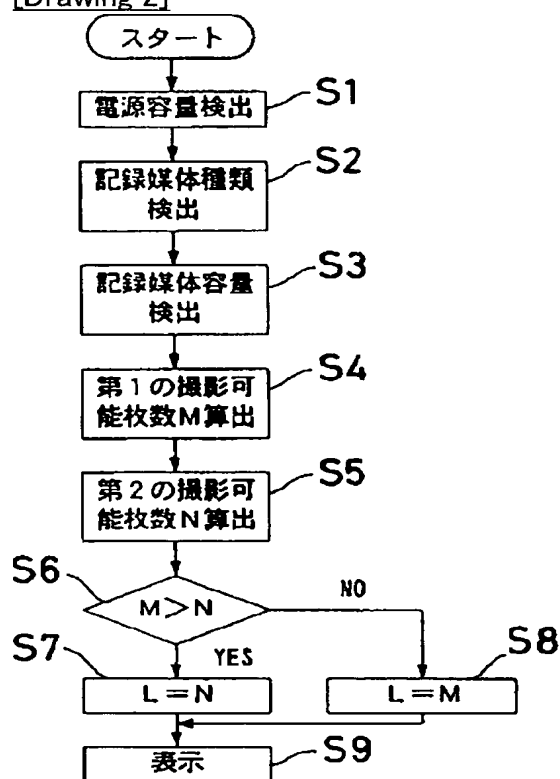 [Drawing 2]
スタート
電源容量検出
S1
記録媒体種類
検出
S2
記録媒体容量
検出
S3
第1の撮影可
能枚数M算出
S4
第2の撮影可
能枚数N算出
S5
S6
M>N
NO
YES
S7
L=N
S8
L=M
表示
S9